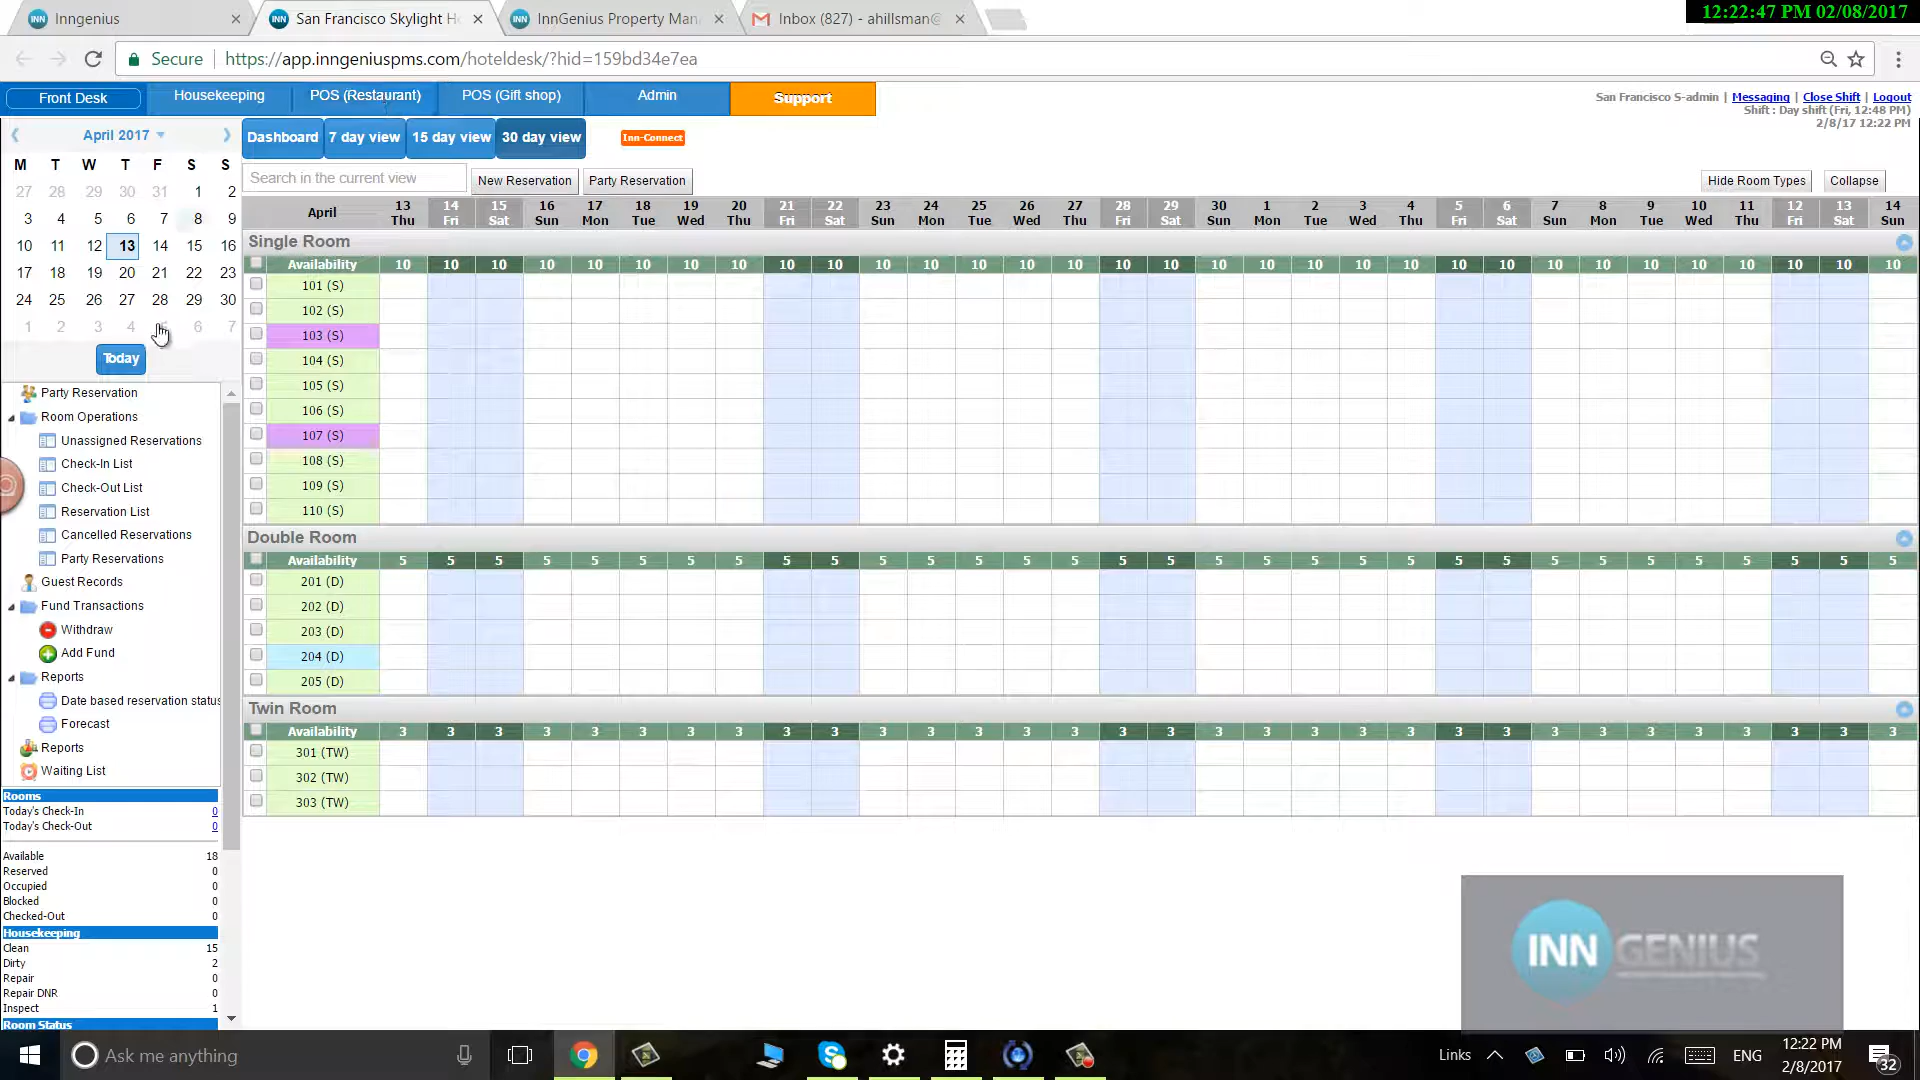 Inngenius
San Francisco Skylight H
InnGenius Property Man
Inbox (827) - ahillsman@
12:22:47 PM 02/08/2017
Secure
https://app.inngeniuspms.com/hoteldesk/?hid=159bd34e7ea
Front Desk
Housekeeping
POS (Restaurant)
POS (Gift shop)
Admin
Support
San Francisco S-admin | Messaging | Close Shift | Logout
Shift : Day shift (Fri, 12:48 PM)
2/8/17 12:22 PM
April 2017
M T W T F S S
27 28 29 30 31 1 2
3 4 5 6 7 8 9
10 11 12 13 14 15 16
17 18 19 20 21 22 23
24 25 26 27 28 29 30
1 2 3 4 6 7
Today
Dashboard
7 day view
15 day view
30 day view
Inn-Connect
Search in the current view
New Reservation
Party Reservation
Hide Room Types
Collapse
April 13 14 15 16 17 18 19 20 21 22 23 24 25 26 27 28 29 30 1 2 3 4 5 6 7 8 9 10 11 12 13 14
Thu Fri Sat Sun Mon Tue Wed Thu Fri Sat Sun Mon Tue Wed Thu Fri Sat Sun Mon Tue Wed Thu Fri Sat Sun Mon Tue Wed Thu Fri Sat Sun
Single Room
Availability 10 10 10 10 10 10 10 10 10 10 10 10 10 10 10 10 10 10 10 10 10 10 10 10 10 10 10 10 10 10 10 10
101 (S)
102 (S)
103 (S)
104 (S)
105 (S)
106 (S)
107 (S)
108 (S)
109 (S)
110 (S)
Double Room
Availability 5 5 5 5 5 5 5 5 5 5 5 5 5 5 5 5 5 5 5 5 5 5 5 5 5 5 5 5 5 5 5 5
201 (D)
202 (D)
203 (D)
204 (D)
205 (D)
Twin Room
Availability 3 3 3 3 3 3 3 3 3 3 3 3 3 3 3 3 3 3 3 3 3 3 3 3 3 3 3 3 3 3 3 3
301 (TW)
302 (TW)
303 (TW)
Party Reservation
Room Operations
Unassigned Reservations
Check-In List
Check-Out List
Reservation List
Cancelled Reservations
Party Reservations
Guest Records
Fund Transactions
Withdraw
Add Fund
Reports
Date based reservation status
Forecast
Reports
Waiting List
Rooms
Today's Check-In 0
Today's Check-Out 0
Available 18
Reserved 0
Occupied 0
Blocked 0
Checked-Out 0
Housekeeping
Clean 15
Dirty 2
Repair 0
Repair DNR 0
Inspect 1
Room Status
INN GENIUS
Ask me anything
Links
ENG
12:22 PM
2/8/2017
32